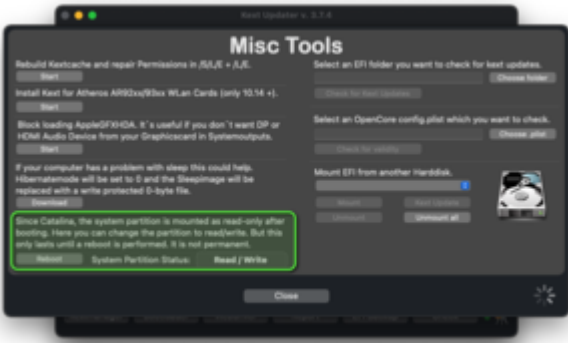 Kext Updater v. 3.7.6
Misc Tools
Rebuild Kextcache and repair Permissions in /S/L/E + /L/E.
Start
Install Kext for Atheros AR92xx/93xx WLan Cards (only 10.14 +).
Start
Block loading AppleGFXHDA. It`s useful if you don`t want DP or
HDMI Audio Device from your Graphicscard in Systemoutputs.
Start
If your computer has a problem with sleep this could help.
Hibernatemode will be set to 0 and the Sleepimage will be
replaced with a write protected 0-byte file.
Download
Since Catalina, the system partition is mounted as read-only after
booting. Here you can change the partition to read/write. But this
only lasts until a reboot is performed. It is not permanent.
Reboot System Partition Status: Read / Write
Select an EFI folder you want to check for kext updates.
Choose folder
Check for Kext Updates
Select an OpenCore config.plist which you want to check.
Choose .plist
Check for validity
Mount EFI from another Harddisk.
Mount Kext Update
Unmount Unmount all
Close